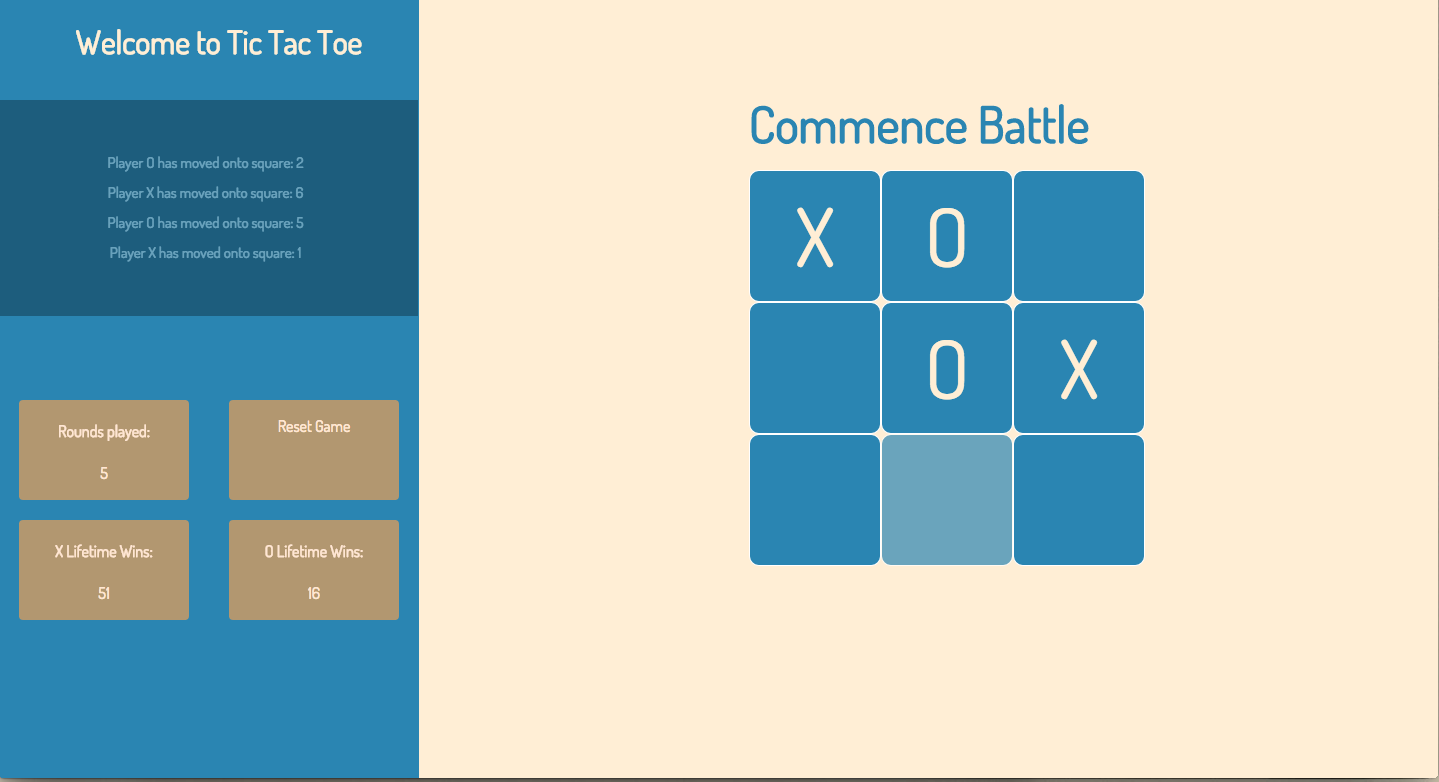 Welcome to Tic Tac Toe
Player O has moved onto square: 2
Player X has moved onto square: 6
Player O has moved onto square: 5
Player X has moved onto square: 1
Rounds played:
5
Reset Game
X Lifetime Wins:
51
O Lifetime Wins:
16
Commence Battle
X O
O X